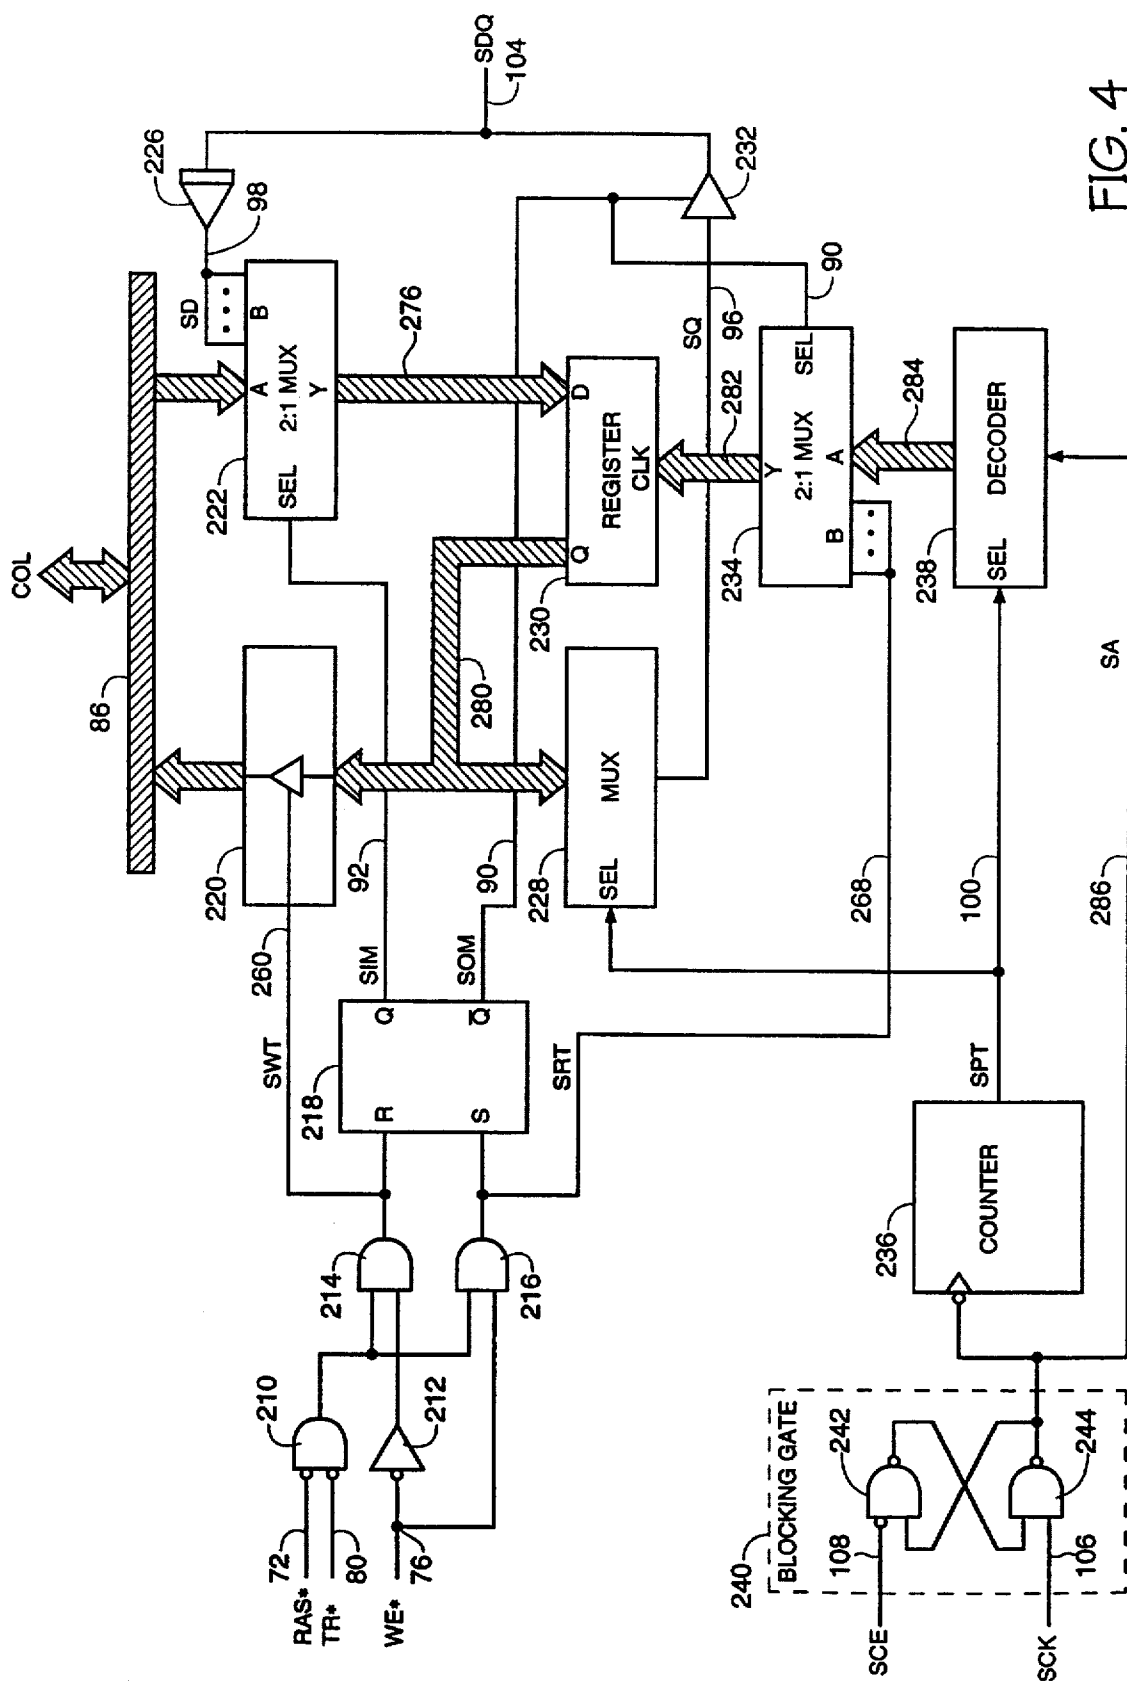 COL
86
SD
98
226
SDQ
104
SWT
260
220
222
A
B
2:1 MUX
SEL
Y
276
RAS*
72
TR*
80
WE*
76
210
212
214
216
218
R
S
Q
Q̅
SIM
92
SOM
90
SRT
280
228
SEL
MUX
230
Q
D
REGISTER
CLK
SQ
96
232
282
90
234
Y
SEL
2:1 MUX
B
A
268
284
238
SEL
DECODER
100
SPT
236
COUNTER
240
BLOCKING GATE
242
244
108
106
SCE
SCK
286
SA
FIG. 4